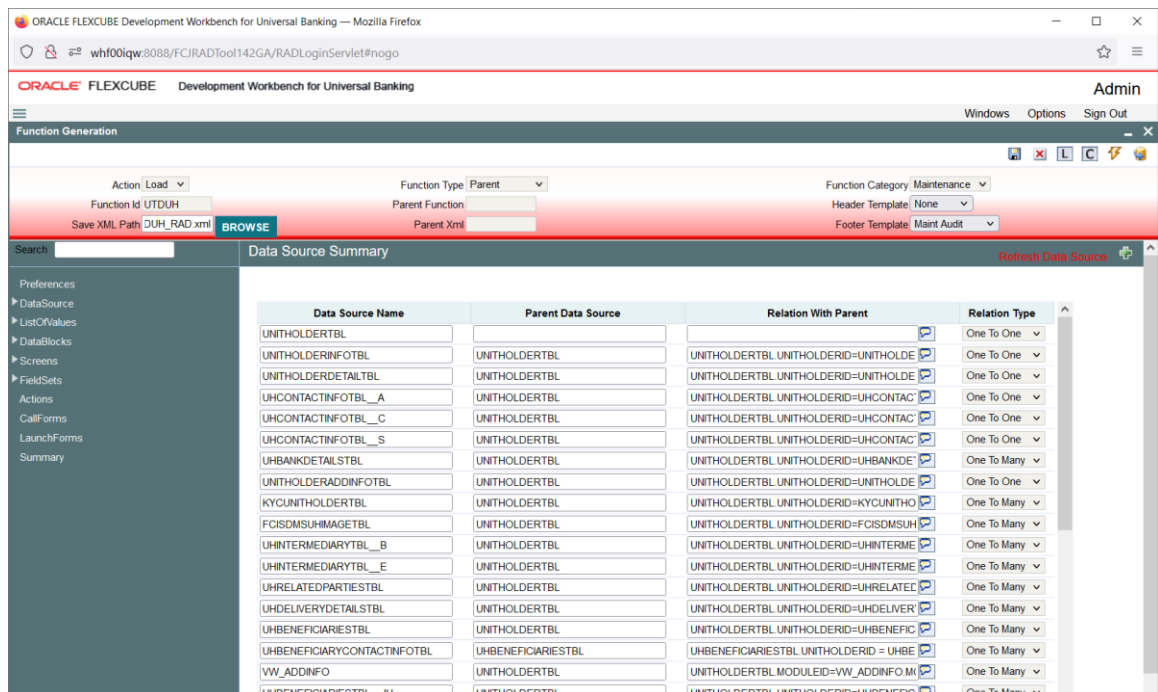 ORACLE FLEXCUBE Development Workbench for Universal Banking — Mozilla Firefox
whf00iqw:8088/FCJRADTool142GA/RADLoginServlet#nogo
ORACLE FLEXCUBE Development Workbench for Universal Banking Admin
Windows Options Sign Out
Function Generation
L C
Action Load Function Type Parent Function Category Maintenance
Function Id UTDUH Parent Function Header Template None
Save XML Path DUH_RAD.xml BROWSE Parent Xml Footer Template Maint Audit
Search Data Source Summary Refresh Data Source
Preferences
DataSource
ListOfValues
DataBlocks
Screens
FieldSets
Actions
CallForms
LaunchForms
Summary
Data Source Name Parent Data Source Relation With Parent Relation Type
UNITHOLDERTBL One To One
UNITHOLDERINFOTBL UNITHOLDERTBL UNITHOLDERTBL.UNITHOLDERID=UNITHOLDE One To One
UNITHOLDERDETAILTBL UNITHOLDERTBL UNITHOLDERTBL.UNITHOLDERID=UNITHOLDE One To One
UHCONTACTINFOTBL__A UNITHOLDERTBL UNITHOLDERTBL.UNITHOLDERID=UHCONTAC One To One
UHCONTACTINFOTBL__C UNITHOLDERTBL UNITHOLDERTBL.UNITHOLDERID=UHCONTAC One To One
UHCONTACTINFOTBL__S UNITHOLDERTBL UNITHOLDERTBL.UNITHOLDERID=UHCONTAC One To One
UHBANKDETAILSTBL UNITHOLDERTBL UNITHOLDERTBL.UNITHOLDERID=UHBANKDE One To Many
UNITHOLDERADDINFOTBL UNITHOLDERTBL UNITHOLDERTBL.UNITHOLDERID=UNITHOLDE One To One
KYCUNITHOLDERTBL UNITHOLDERTBL UNITHOLDERTBL.UNITHOLDERID=KYCUNITHO One To Many
FCISDMSUHIMAGETBL UNITHOLDERTBL UNITHOLDERTBL.UNITHOLDERID=FCISDMSUH One To Many
UHINTERMEDIARYTBL__B UNITHOLDERTBL UNITHOLDERTBL.UNITHOLDERID=UHINTERME One To Many
UHINTERMEDIARYTBL__E UNITHOLDERTBL UNITHOLDERTBL.UNITHOLDERID=UHINTERME One To Many
UHRELATEDPARTIESTBL UNITHOLDERTBL UNITHOLDERTBL.UNITHOLDERID=UHRELATE One To Many
UHDELIVERYDETAILSTBL UNITHOLDERTBL UNITHOLDERTBL.UNITHOLDERID=UHDELIVER One To Many
UHBENEFICIARIESTBL UNITHOLDERTBL UNITHOLDERTBL.UNITHOLDERID=UHBENEFIC One To Many
UHBENEFICIARYCONTACTINFOTBL UHBENEFICIARIESTBL UHBENEFICIARIESTBL.UNITHOLDERID = UHBE One To Many
VW_ADDINFO UNITHOLDERTBL UNITHOLDERTBL.MODULEID=VW_ADDINFO.M One To Many